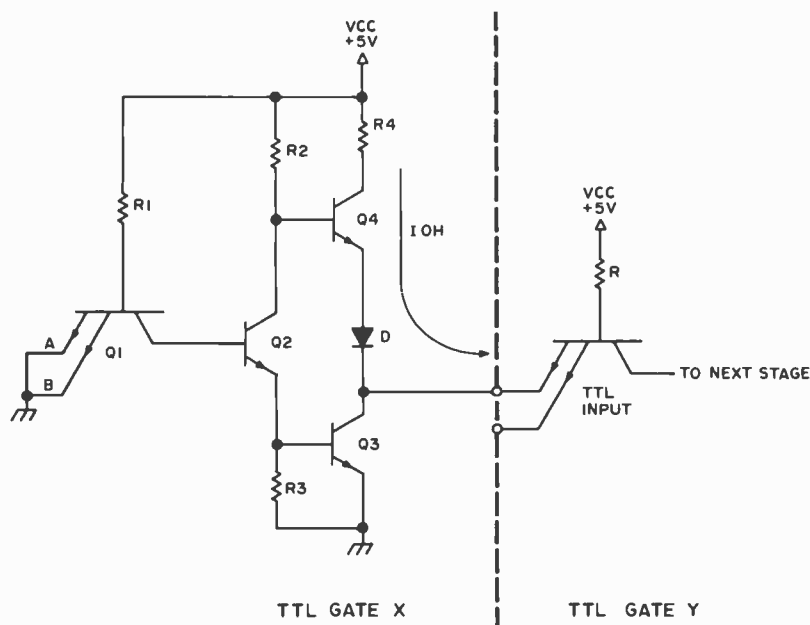 VCC
+5V
R4
R2
R1
Q4
I OH
VCC
+5V
R
A
Q1
B
Q2
D
TO NEXT STAGE
TTL
INPUT
Q3
R3
TTL GATE X
TTL GATE Y